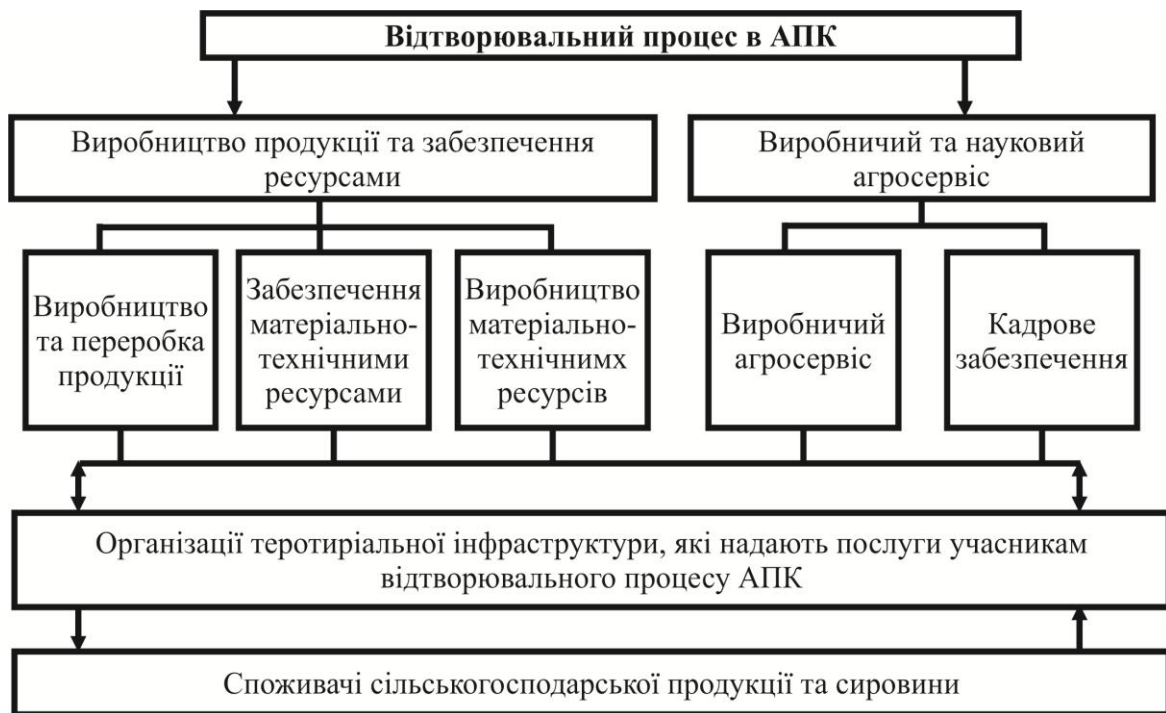 Відтворювальний процес в АПК
Виробництво продукції та забезпечення
ресурсами
Виробничий та науковий
агросервіс
Виробництво
та переробка
продукції
Забезпечення
матеріально-
технічними
ресурсами
Виробництво
матеріально-
технічнимх
ресурсів
Виробничий
агросервіс
Кадрове
забезпечення
Організації теротиріальної інфраструктури, які надають послуги учасникам
відтворювального процесу АПК
Споживачі сільськогосподарської продукції та сировини